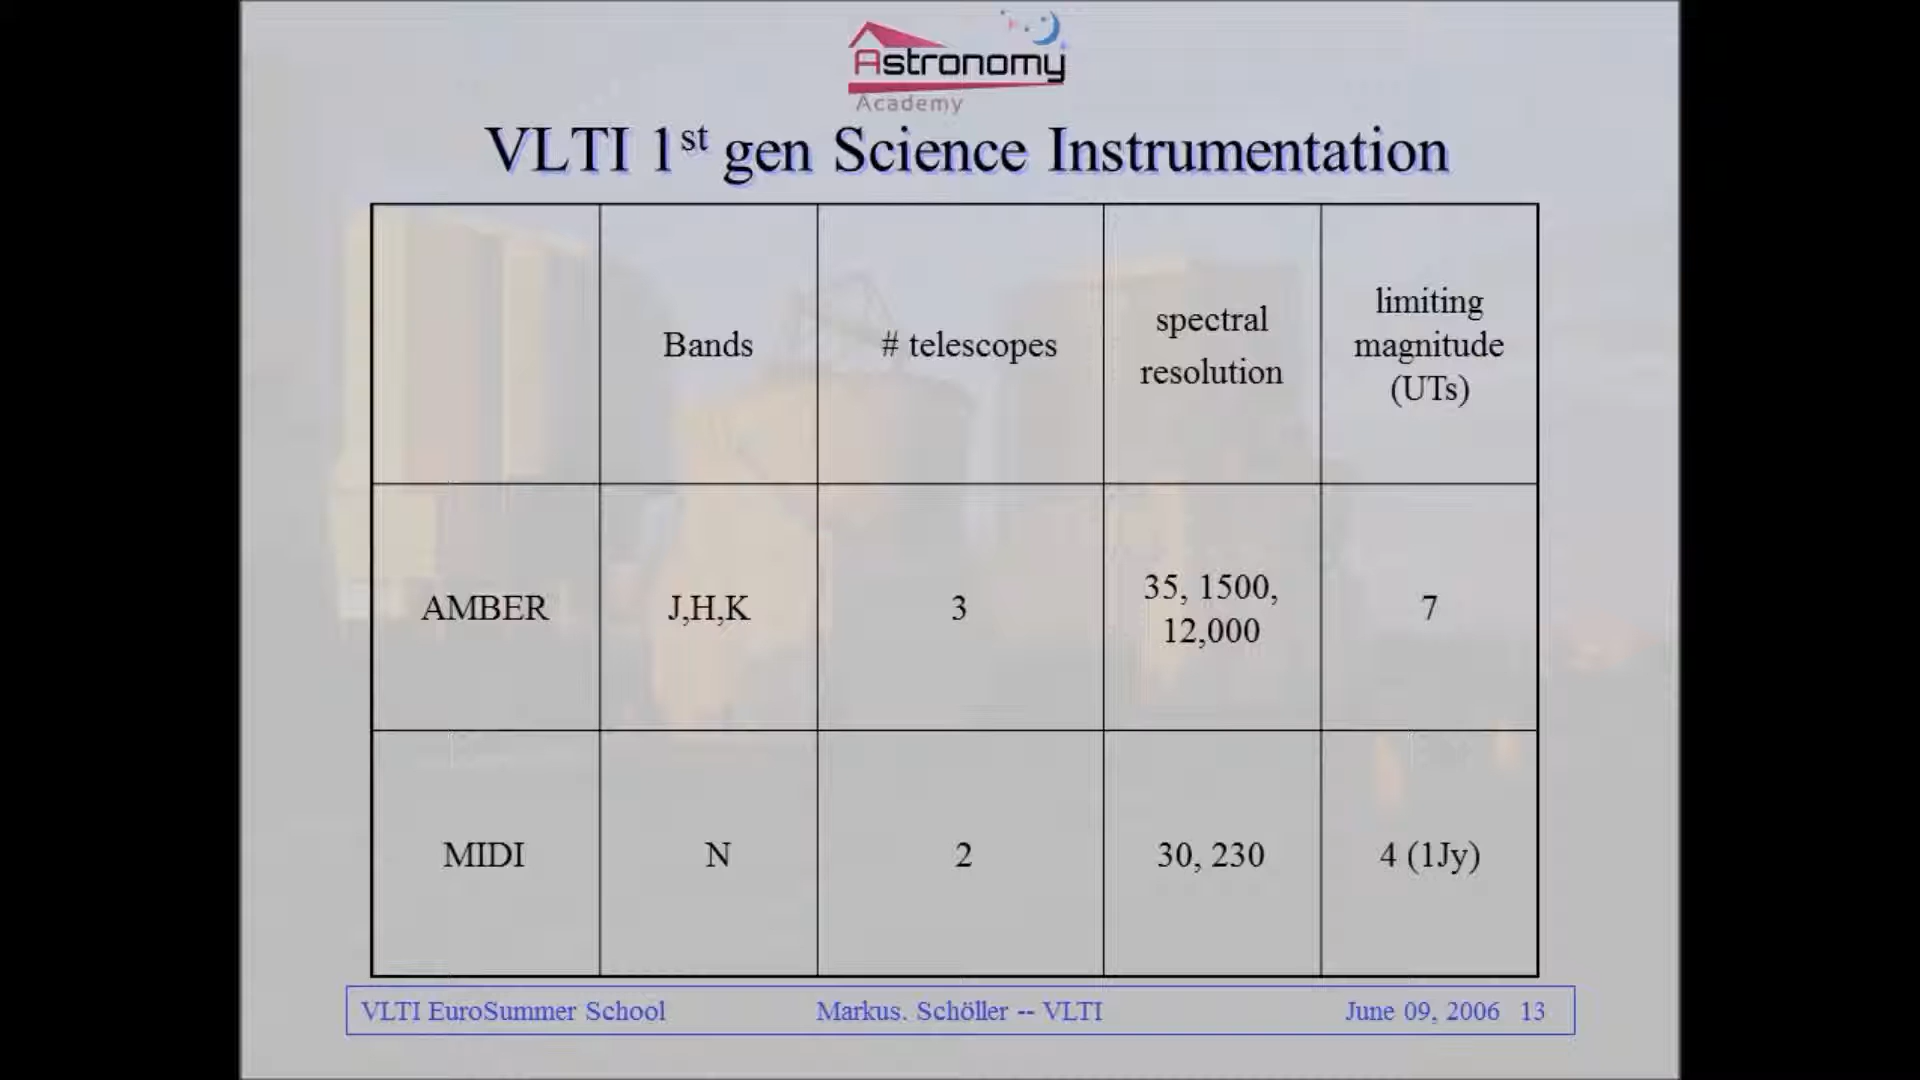 Astronomy
Academy
VLTI 1st gen Science Instrumentation
Bands
# telescopes
spectral
resolution
limiting
magnitude
(UTs)
AMBER
J,H,K
3
35, 1500,
12,000
7
MIDI
N
2
30, 230
4 (1Jy)
VLTI EuroSummer School
Markus. Schöller -- VLTI
June 09, 2006 13